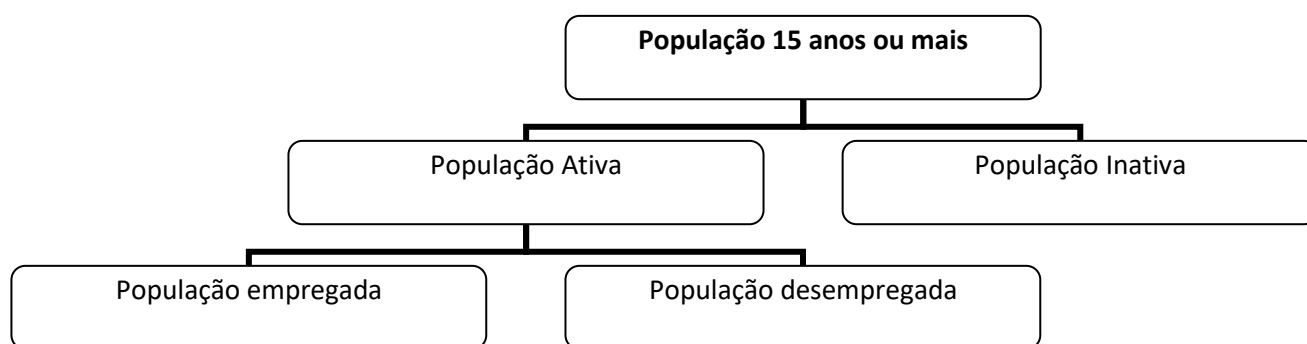 População 15 anos ou mais
População Ativa
População Inativa
População empregada
População desempregada